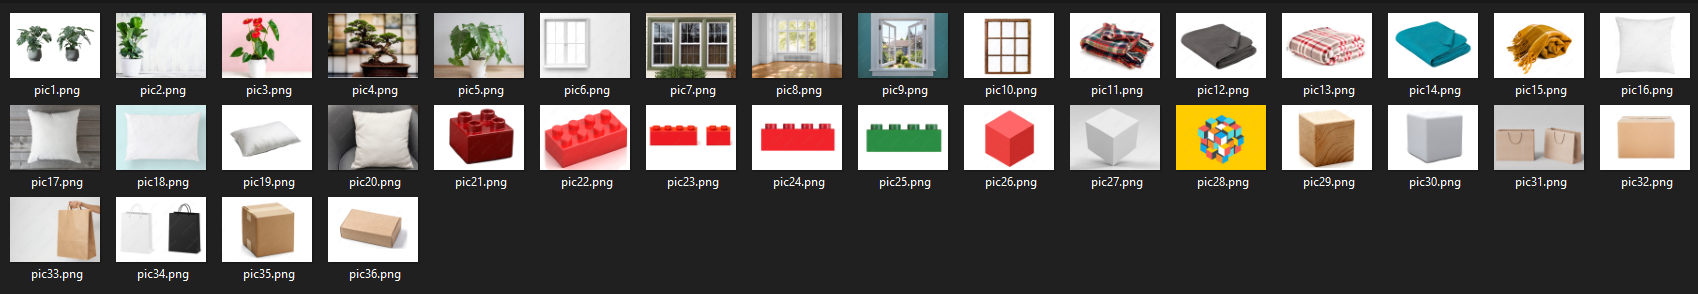 pic1.png pic2.png pic3.png pic4.png pic5.png pic6.png pic7.png pic8.png pic9.png pic10.png pic11.png pic12.png pic13.png pic14.png pic15.png pic16.png
pic17.png pic18.png pic19.png pic20.png pic21.png pic22.png pic23.png pic24.png pic25.png pic26.png pic27.png pic28.png pic29.png pic30.png pic31.png pic32.png
pic33.png pic34.png pic35.png pic36.png